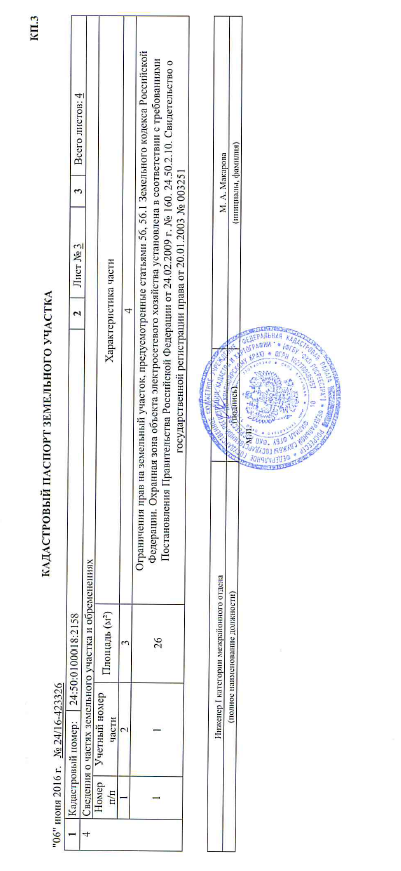 КП.3
КАДАСТРОВЫЙ ПАСПОРТ ЗЕМЕЛЬНОГО УЧАСТКА
"06" июня 2016 г. № 24/16-423326
1 Кадастровый номер: 24:50:0100018:2158 2 Лист № 3 3 Всего листов: 4
4 Сведения о частях земельного участка и обременениях
Номер п/п Учетный номер части Площадь (м²) Характеристика части
1 2 3 4
1 1 26 Ограничения прав на земельный участок, предусмотренные статьями 56, 56.1 Земельного кодекса Российской
Федерации. Охранная зона объекта электросетевого хозяйства установлена в соответствии с требованиями
Постановления Правительства Российской Федерации от 24.02.2009 г. № 160. 24.50.2.10. Свидетельство о
государственной регистрации права от 20.01.2003 № 003251
Инженер I категории межрайонного отдела М. А. Макарова
(полное наименование должности) (подпись) (инициалы, фамилия)
М.П.